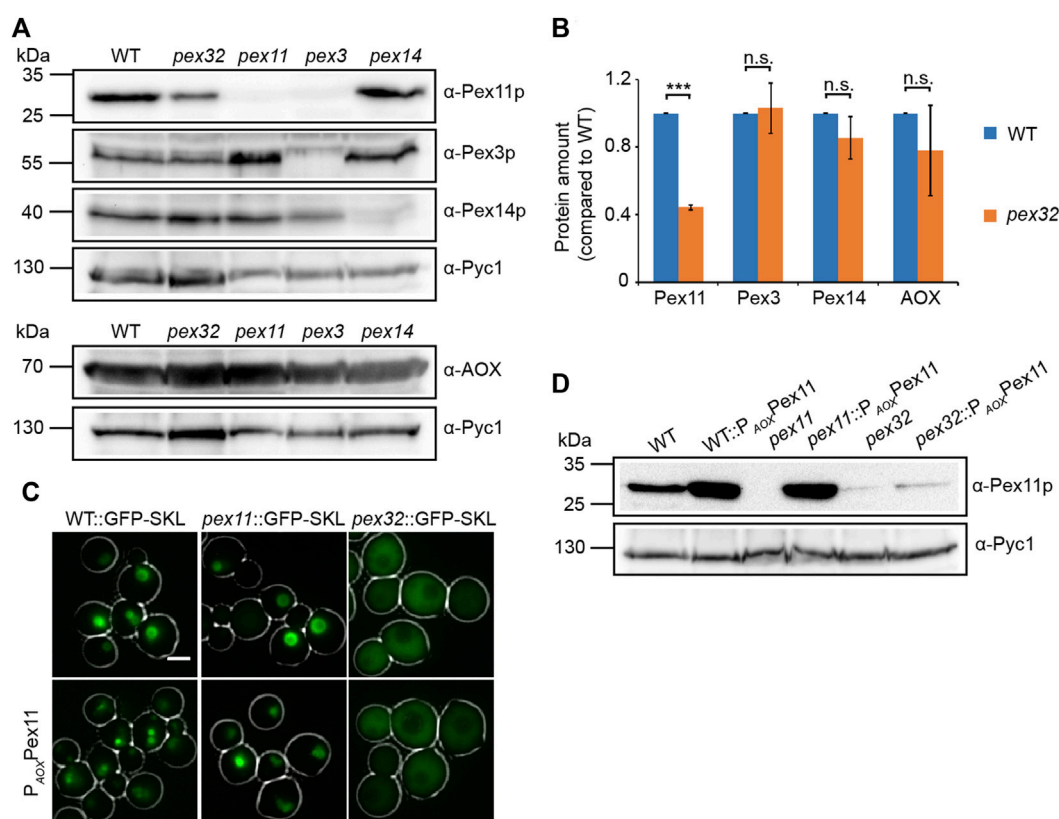 A
kDa WT pex32 pex11 pex3 pex14
35
25
α-Pex11p
55
α-Pex3p
40
α-Pex14p
130
α-Pyc1
kDa WT pex32 pex11 pex3 pex14
70
α-AOX
130
α-Pyc1
B
Protein amount
(compared to WT)
1.2
0.8
0.4
0
***
n.s.
n.s.
n.s.
Pex11 Pex3 Pex14 AOX
WT
pex32
C
WT::GFP-SKL pex11::GFP-SKL pex32::GFP-SKL
PAOXPex11
D
kDa
WT
WT::PAOXPex11
pex11
pex11::PAOXPex11
pex32
pex32::PAOXPex11
35
25
α-Pex11p
130
α-Pyc1